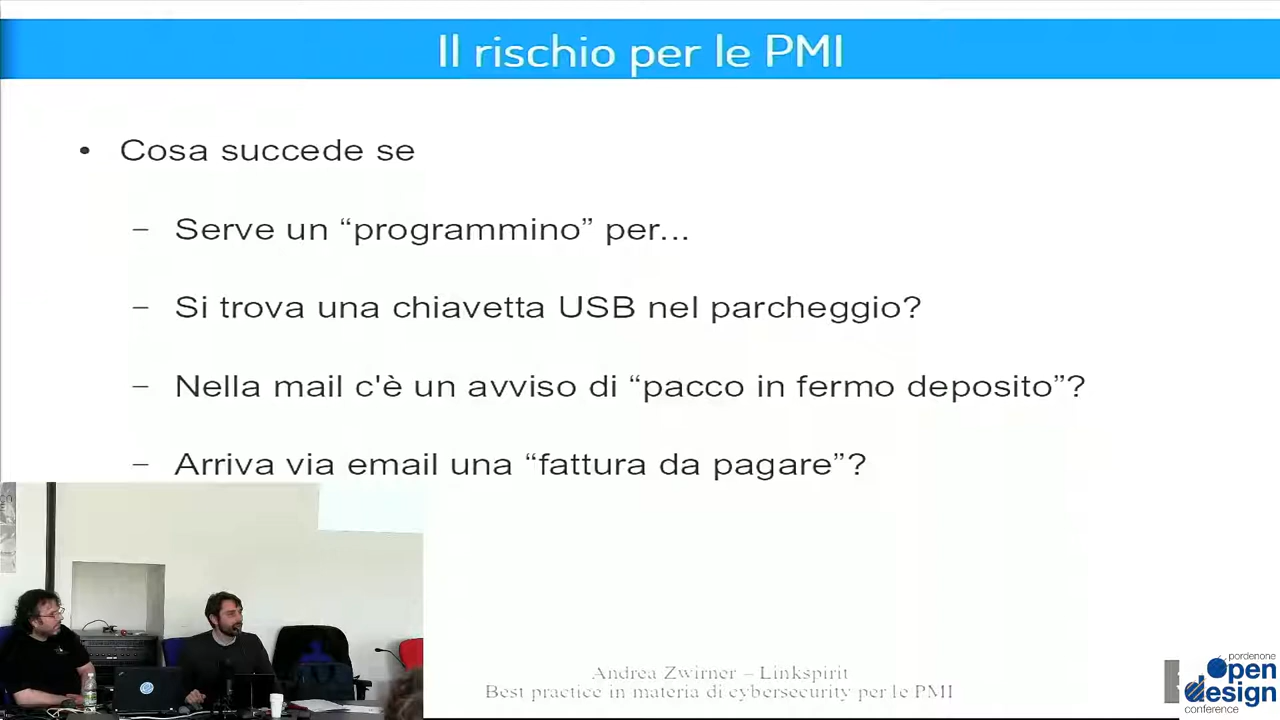 Il rischio per le PMI
• Cosa succede se
– Serve un “programmino” per...
– Si trova una chiavetta USB nel parcheggio?
– Nella mail c'è un avviso di “pacco in fermo deposito”?
– Arriva via email una “fattura da pagare”?
Andrea Zwirner – Linkspirit
Best practice in materia di cybersecurity per le PMI
pordenone
open
design
conference